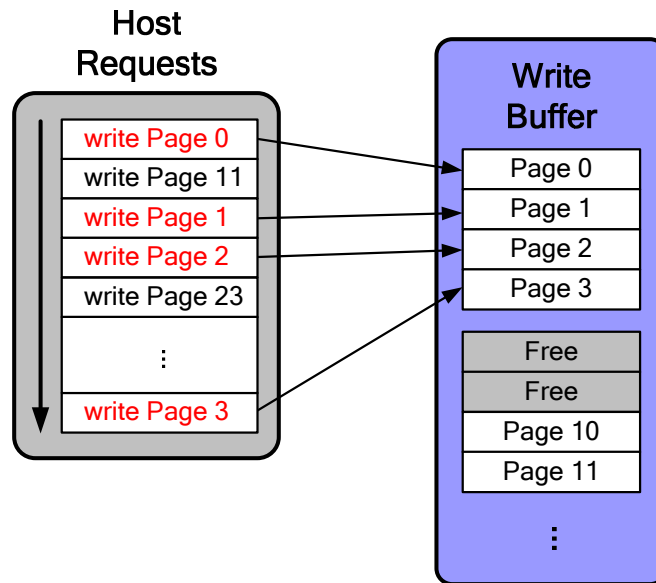 Host
Requests
write Page 0
write Page 11
write Page 1
write Page 2
write Page 23
...
write Page 3
Write
Buffer
Page 0
Page 1
Page 2
Page 3
Free
Free
Page 10
Page 11
...